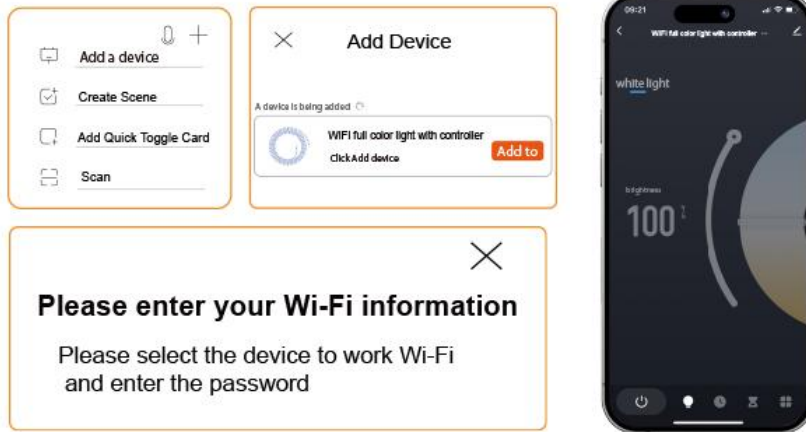 Add a device
Create Scene
Add Quick Toggle Card
Scan
Add Device
A device is being added
WIFI full color light with controller
Click Add device
Add to
Please enter your Wi-Fi information
Please select the device to work Wi-Fi
and enter the password
09:21
WIFI full color light with controller ···
white light
brightness
100